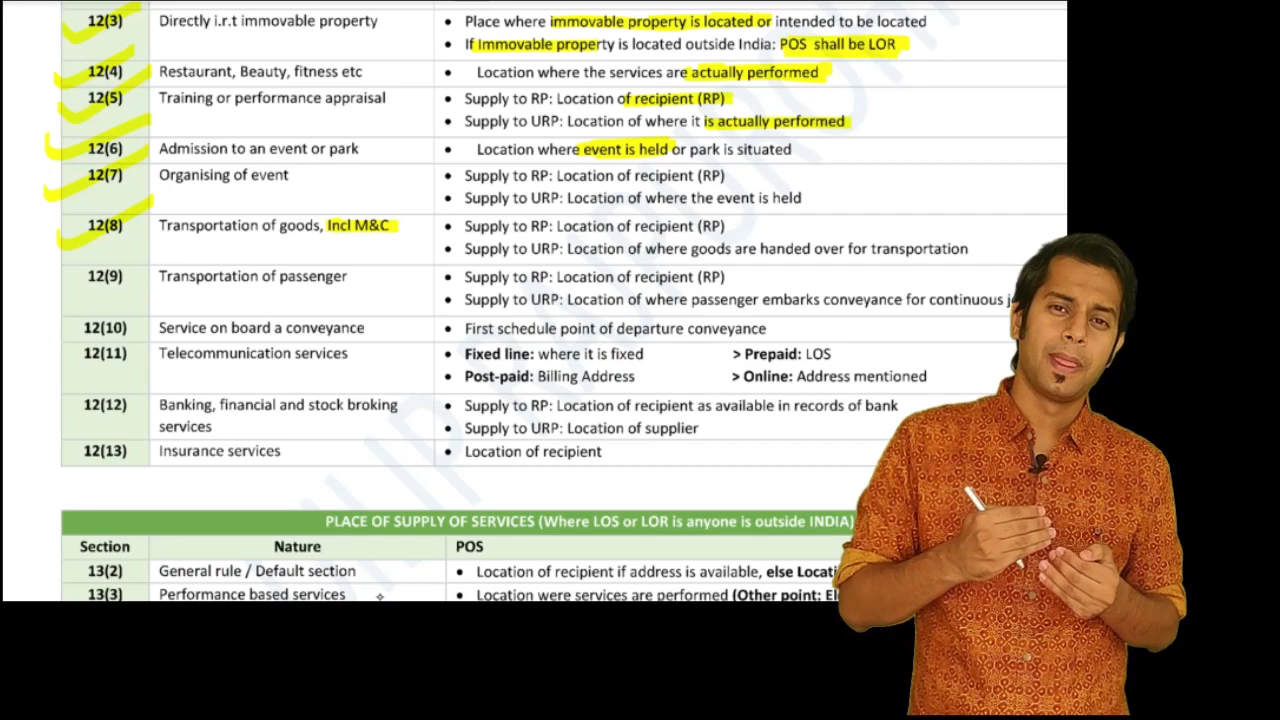 12(3) Directly i.r.t immovable property • Place where immovable property is located or intended to be located
• If Immovable property is located outside India: POS shall be LOR
12(4) Restaurant, Beauty, fitness etc • Location where the services are actually performed
12(5) Training or performance appraisal • Supply to RP: Location of recipient (RP)
• Supply to URP: Location of where it is actually performed
12(6) Admission to an event or park • Location where event is held or park is situated
12(7) Organising of event • Supply to RP: Location of recipient (RP)
• Supply to URP: Location of where the event is held
12(8) Transportation of goods, Incl M&C • Supply to RP: Location of recipient (RP)
• Supply to URP: Location of where goods are handed over for transportation
12(9) Transportation of passenger • Supply to RP: Location of recipient (RP)
• Supply to URP: Location of where passenger embarks conveyance for continuous
12(10) Service on board a conveyance • First schedule point of departure conveyance
12(11) Telecommunication services • Fixed line: where it is fixed > Prepaid: LOS
• Post-paid: Billing Address > Online: Address mentioned
12(12) Banking, financial and stock broking • Supply to RP: Location of recipient as available in records of bank
services • Supply to URP: Location of supplier
12(13) Insurance services • Location of recipient
PLACE OF SUPPLY OF SERVICES (Where LOS or LOR is anyone is outside INDIA)
Section Nature POS
13(2) General rule / Default section • Location of recipient if address is available, else Locati
13(3) Performance based services • Location were services are performed (Other point: El